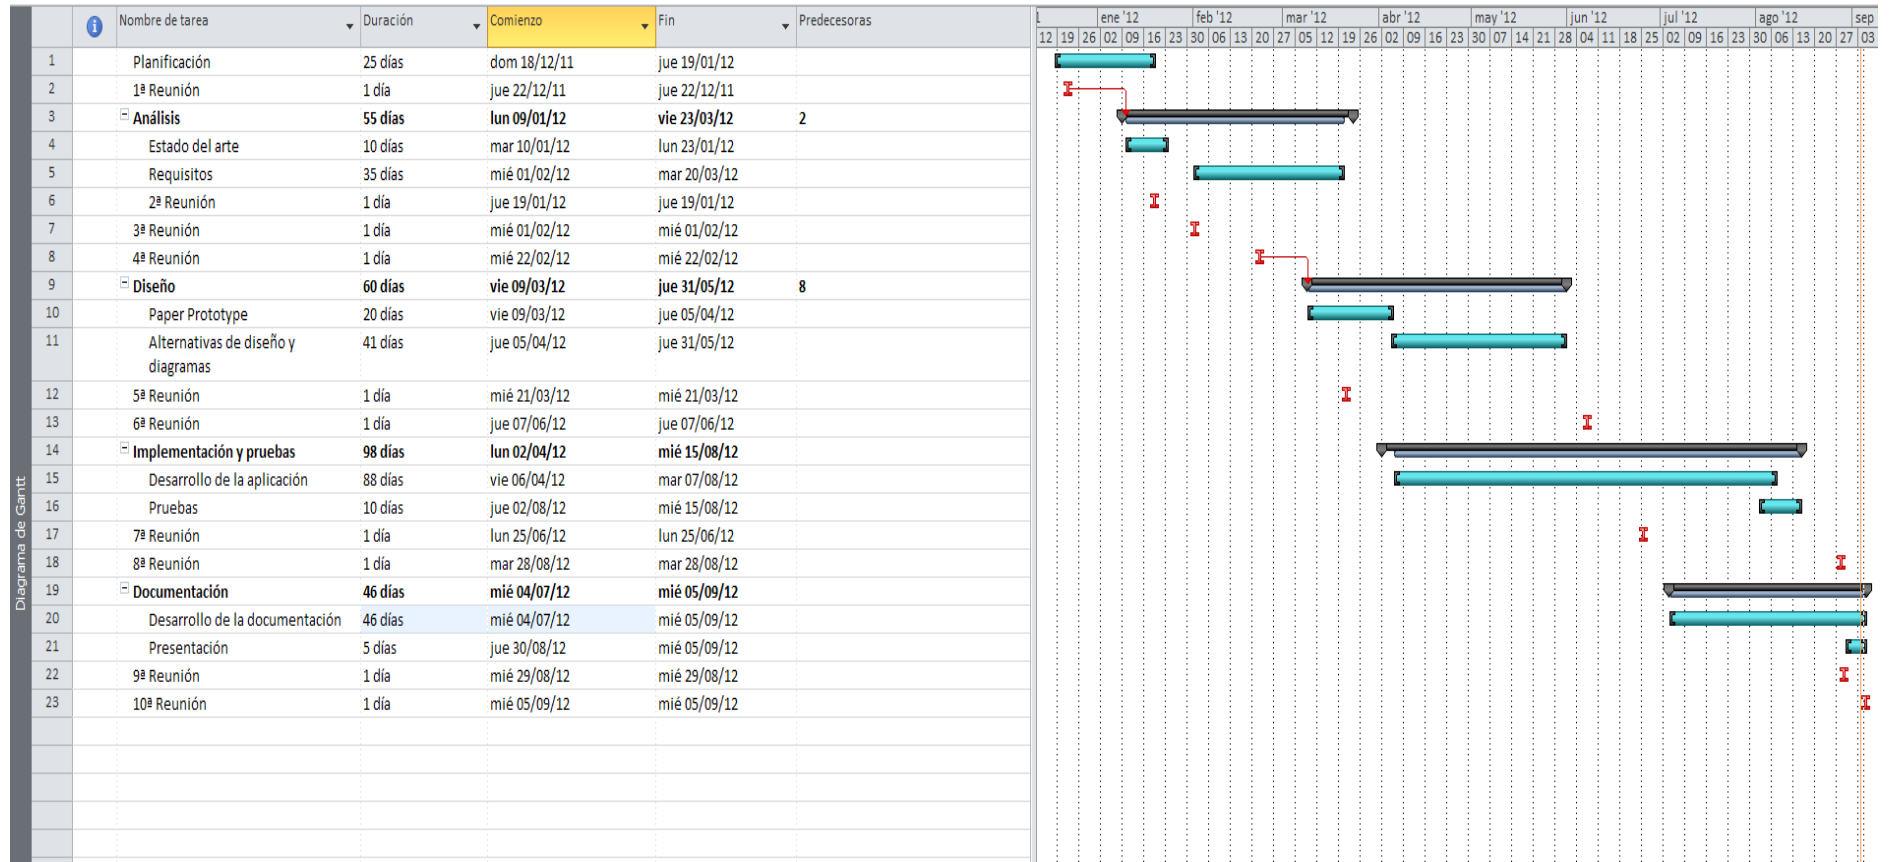 Nombre de tarea Duración Comienzo Fin Predecesoras
1 ene '12 feb '12 mar '12 abr '12 may '12 jun '12 jul '12 ago '12 sep
12 19 26 02 09 16 23 30 06 13 20 27 05 12 19 26 02 09 16 23 30 07 14 21 28 04 11 18 25 02 09 16 23 30 06 13 20 27 03
1 Planificación 25 días dom 18/12/11 jue 19/01/12
2 1ª Reunión 1 día jue 22/12/11 jue 22/12/11
3 Análisis 55 días lun 09/01/12 vie 23/03/12 2
4 Estado del arte 10 días mar 10/01/12 lun 23/01/12
5 Requisitos 35 días mié 01/02/12 mar 20/03/12
6 2ª Reunión 1 día jue 19/01/12 jue 19/01/12
7 3ª Reunión 1 día mié 01/02/12 mié 01/02/12
8 4ª Reunión 1 día mié 22/02/12 mié 22/02/12
9 Diseño 60 días vie 09/03/12 jue 31/05/12 8
10 Paper Prototype 20 días vie 09/03/12 jue 05/04/12
11 Alternativas de diseño y 41 días jue 05/04/12 jue 31/05/12
diagramas
12 5ª Reunión 1 día mié 21/03/12 mié 21/03/12
13 6ª Reunión 1 día jue 07/06/12 jue 07/06/12
14 Implementación y pruebas 98 días lun 02/04/12 mié 15/08/12
15 Desarrollo de la aplicación 88 días vie 06/04/12 mar 07/08/12
16 Pruebas 10 días jue 02/08/12 mié 15/08/12
17 7ª Reunión 1 día lun 25/06/12 lun 25/06/12
18 8ª Reunión 1 día mar 28/08/12 mar 28/08/12
19 Documentación 46 días mié 04/07/12 mié 05/09/12
20 Desarrollo de la documentación 46 días mié 04/07/12 mié 05/09/12
21 Presentación 5 días jue 30/08/12 mié 05/09/12
22 9ª Reunión 1 día mié 29/08/12 mié 29/08/12
23 10ª Reunión 1 día mié 05/09/12 mié 05/09/12
Diagrama de Gantt